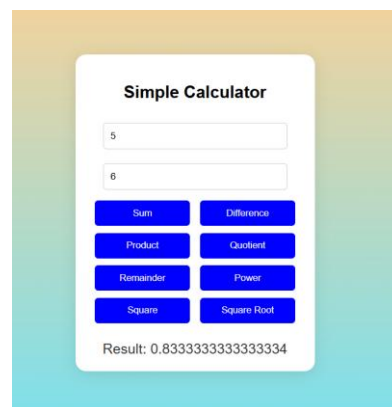 Simple Calculator
5
6
Sum Difference
Product Quotient
Remainder Power
Square Square Root
Result: 0.8333333333333334